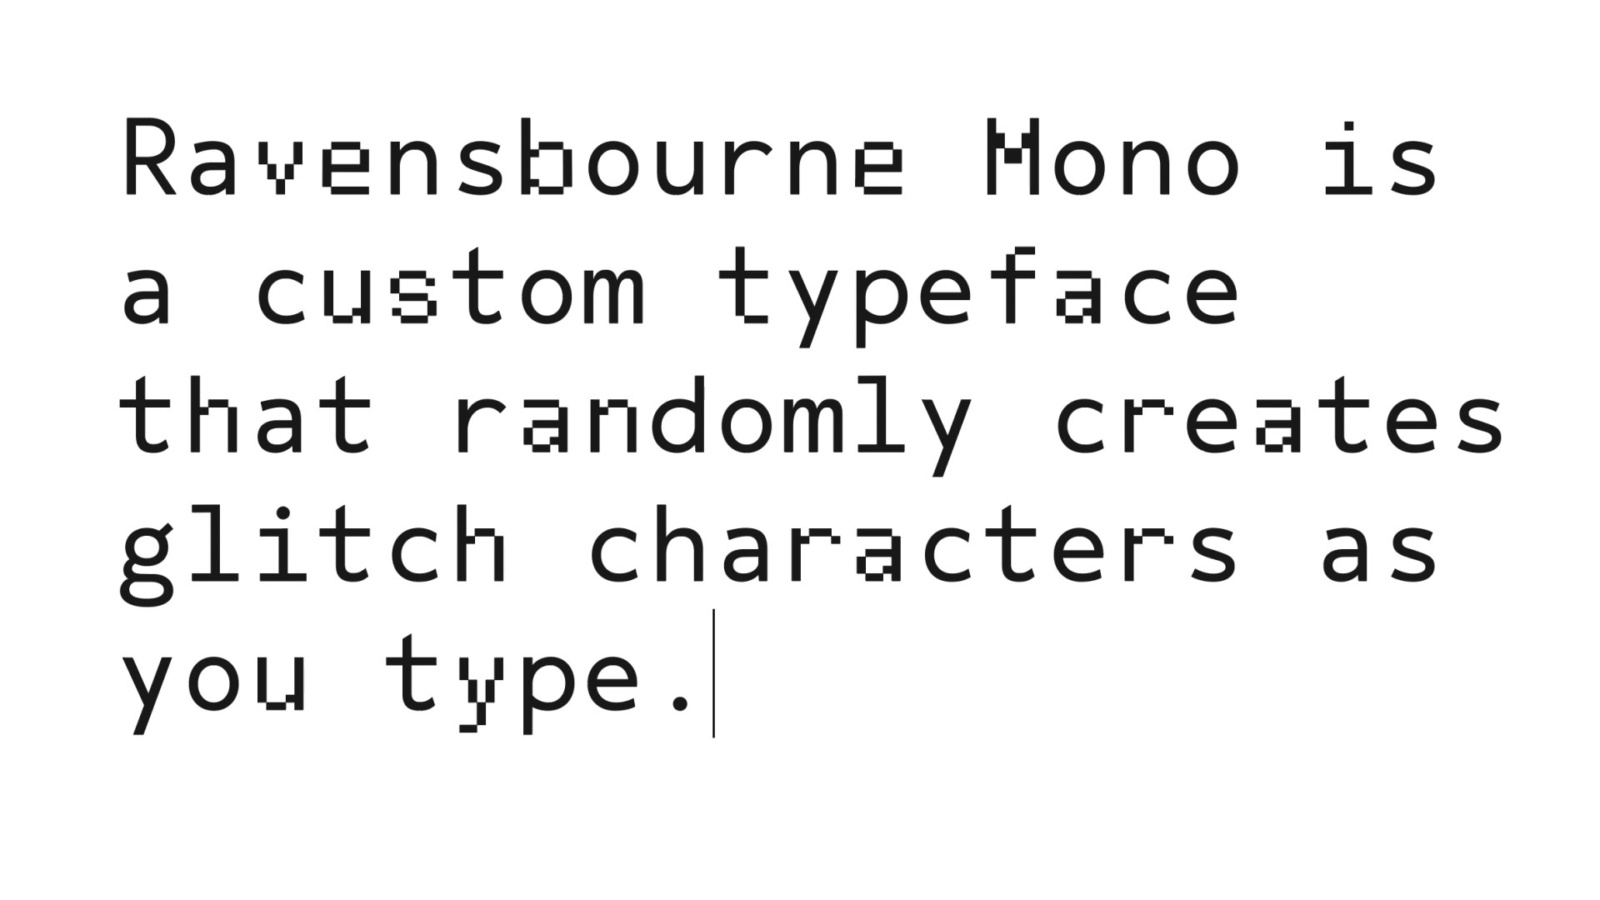 Ravensbourne Mono is
a custom typeface
that randomly creates
glitch characters as
you type.